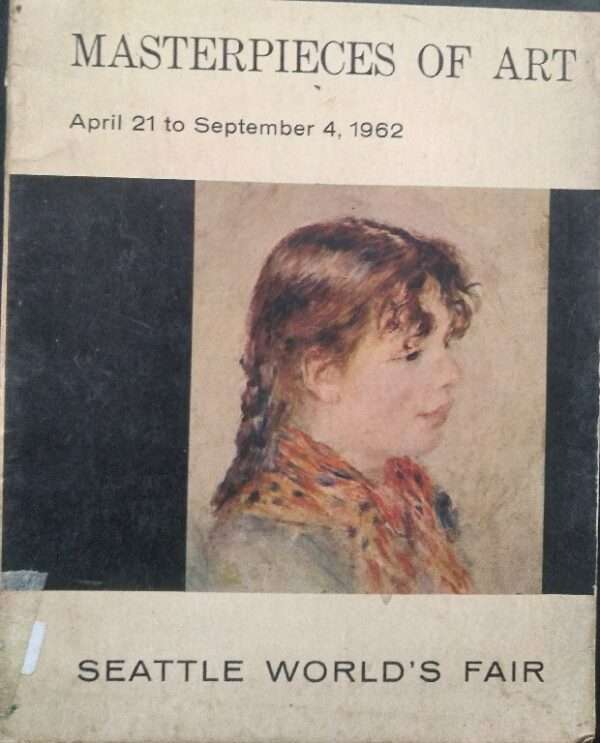 MASTERPIECES OF ART
April 21 to September 4, 1962
SEATTLE WORLD'S FAIR